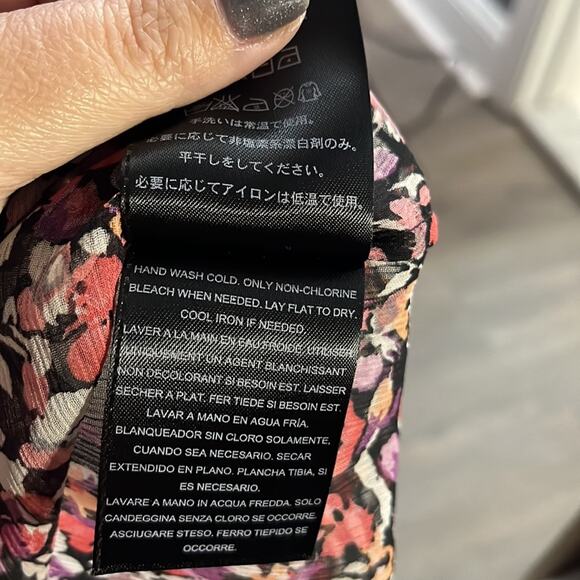 手洗いは常温で使用。
必要に応じて非塩素系漂白剤のみ。
平干しをしてください。
必要に応じてアイロンは低温で使用。
HAND WASH COLD. ONLY NON-CHLORINE
BLEACH WHEN NEEDED. LAY FLAT TO DRY.
COOL IRON IF NEEDED.
LAVER A LA MAIN EN EAU FROIDE. UTILISER
UNIQUEMENT UN AGENT BLANCHISSANT
NON DECOLORANT SI BESOIN EST. LAISSER
SECHER A PLAT. FER TIEDE SI BESOIN EST.
LAVAR A MANO EN AGUA FRÍA.
BLANQUEADOR SIN CLORO SOLAMENTE,
CUANDO SEA NECESARIO. SECAR
EXTENDIDO EN PLANO. PLANCHA TIBIA, SI
ES NECESARIO.
LAVARE A MANO IN ACQUA FREDDA. SOLO
CANDEGGINA SENZA CLORO SE OCCORRE.
ASCIUGARE STESO. FERRO TIEPIDO SE
OCCORRE.